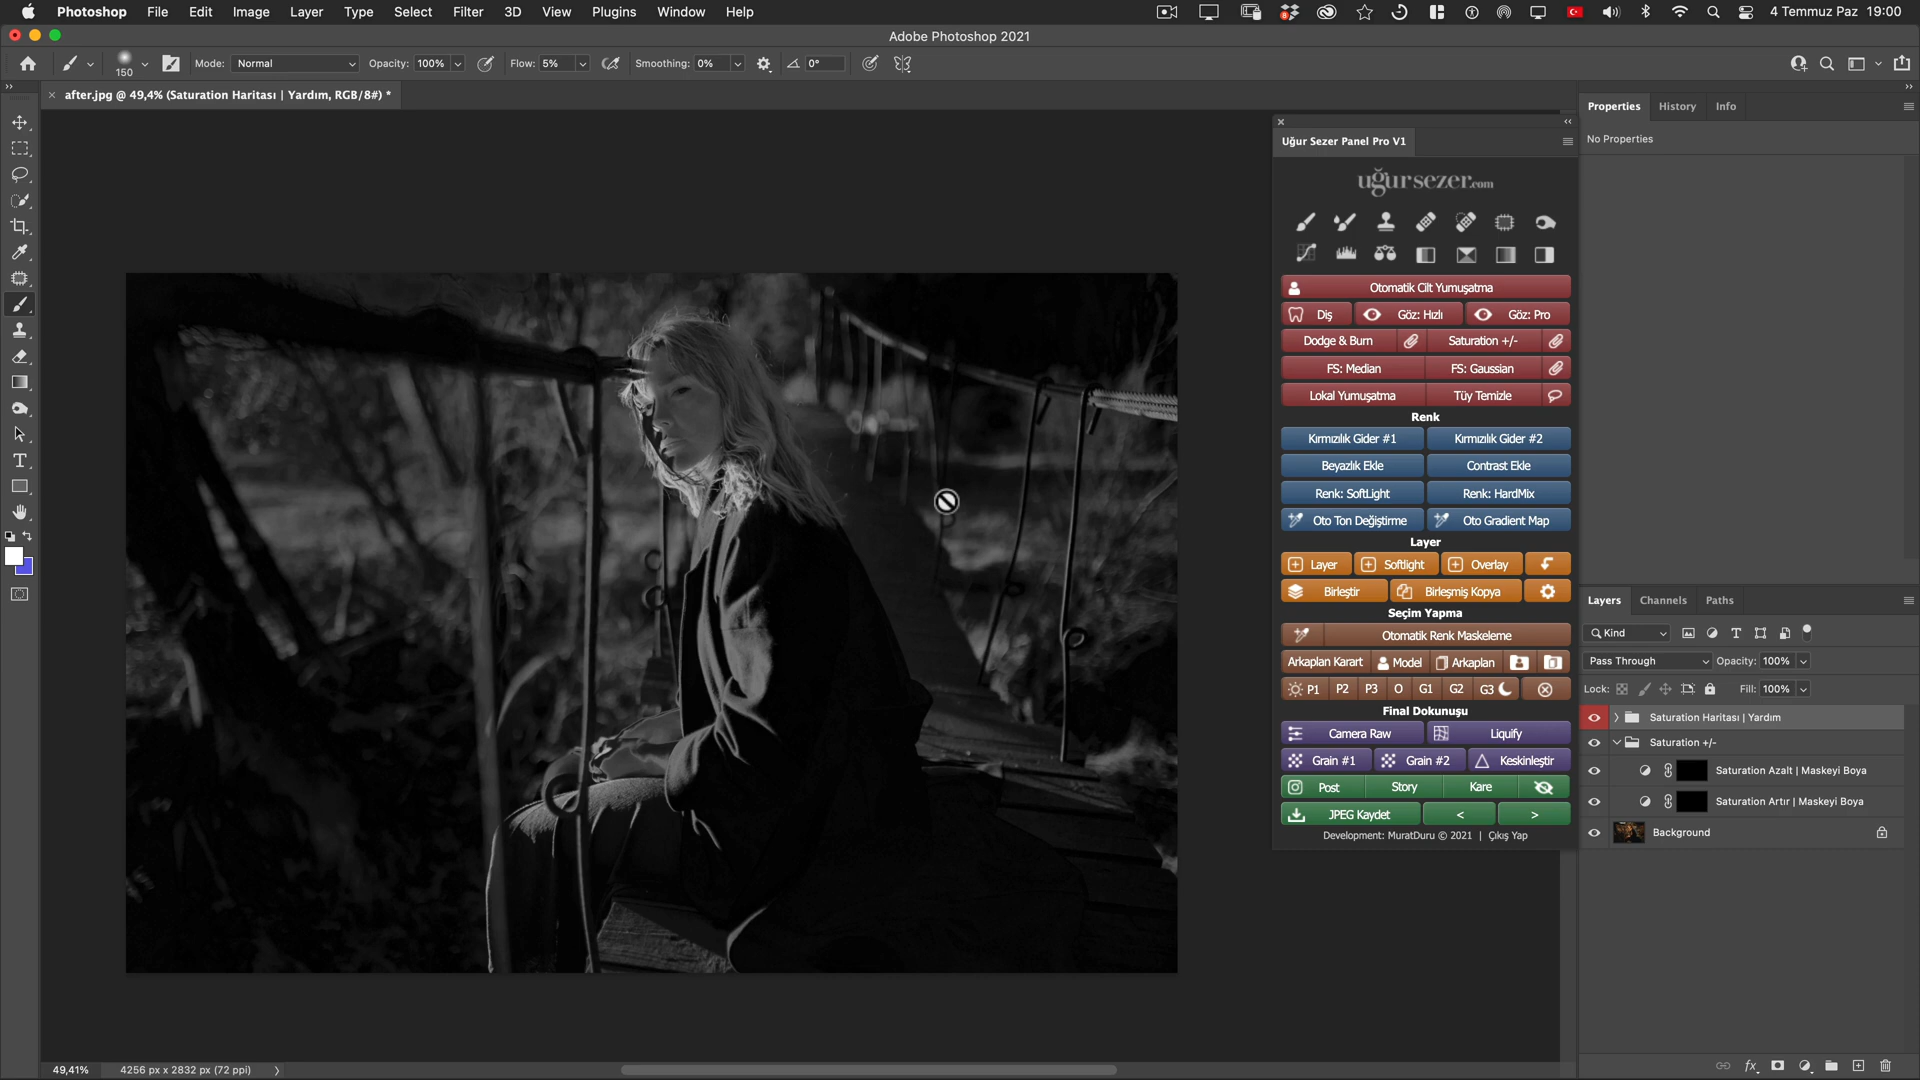 Photoshop File Edit Image Layer Type Select Filter 3D View Plugins Window Help 8 4 Temmuz Paz 19:00
Adobe Photoshop 2021
150 Mode: Normal Opacity: 100% Flow: 5% Smoothing: 0% 0°
after.jpg @ 49,4% (Saturation Haritası | Yardım, RGB/8#) *
Properties History Info
No Properties
Uğur Sezer Panel Pro V1
uğursezer.com
Otomatik Cilt Yumuşatma
Diş Göz: Hızlı Göz: Pro
Dodge & Burn Saturation +/-
FS: Median FS: Gaussian
Lokal Yumuşatma Tüy Temizle
Renk
Kırmızılık Gider #1 Kırmızılık Gider #2
Beyazlık Ekle Contrast Ekle
Renk: SoftLight Renk: HardMix
Oto Ton Değiştirme Oto Gradient Map
Layer
Layer Softlight Overlay
Birleştir Birleşmiş Kopya
Seçim Yapma
Otomatik Renk Maskeleme
Arkaplan Karart Model Arkaplan
P1 P2 P3 O G1 G2 G3
Final Dokunuşu
Camera Raw Liquify
Grain #1 Grain #2 Keskinleştir
Post Story Kare
JPEG Kaydet < >
Development: MuratDuru © 2021 | Çıkış Yap
Layers Channels Paths
Kind
Pass Through Opacity: 100%
Lock: Fill: 100%
Saturation Haritası | Yardım
Saturation +/-
Saturation Azalt | Maskeyi Boya
Saturation Artır | Maskeyi Boya
Background
fx
49,41% 4256 px x 2832 px (72 ppi)